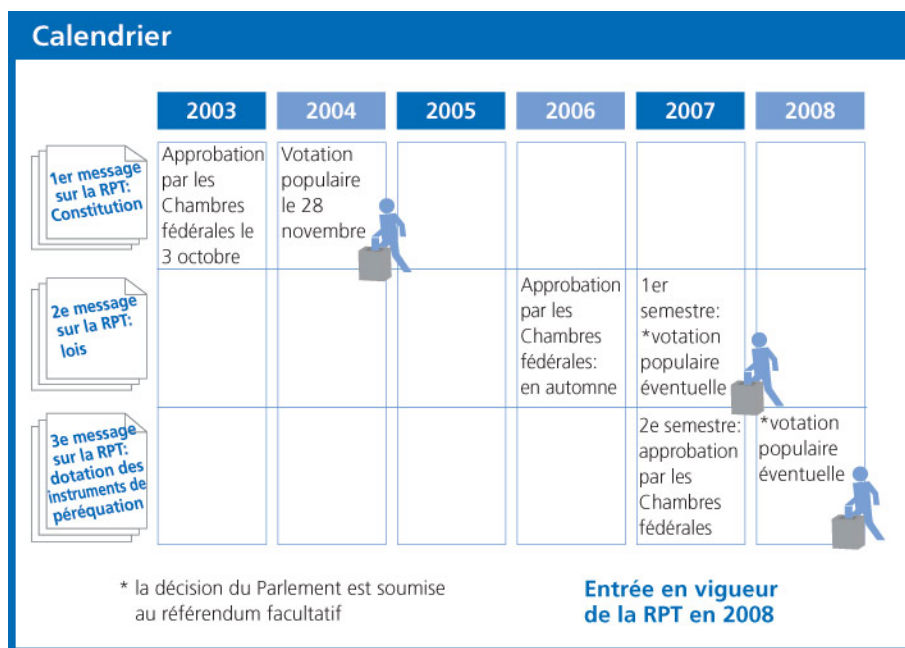 Calendrier
2003 2004 2005 2006 2007 2008
1er message
sur la RPT:
Constitution
Approbation
par les
Chambres
fédérales le
3 octobre
Votation
populaire
le 28
novembre
2e message
sur la RPT:
lois
Approbation
par les
Chambres
fédérales:
en automne
1er
semestre:
*votation
populaire
éventuelle
3e message
sur la RPT:
dotation des
instruments de
péréquation
2e semestre:
approbation
par les
Chambres
fédérales
*votation
populaire
éventuelle
* la décision du Parlement est soumise
au référendum facultatif
Entrée en vigueur
de la RPT en 2008